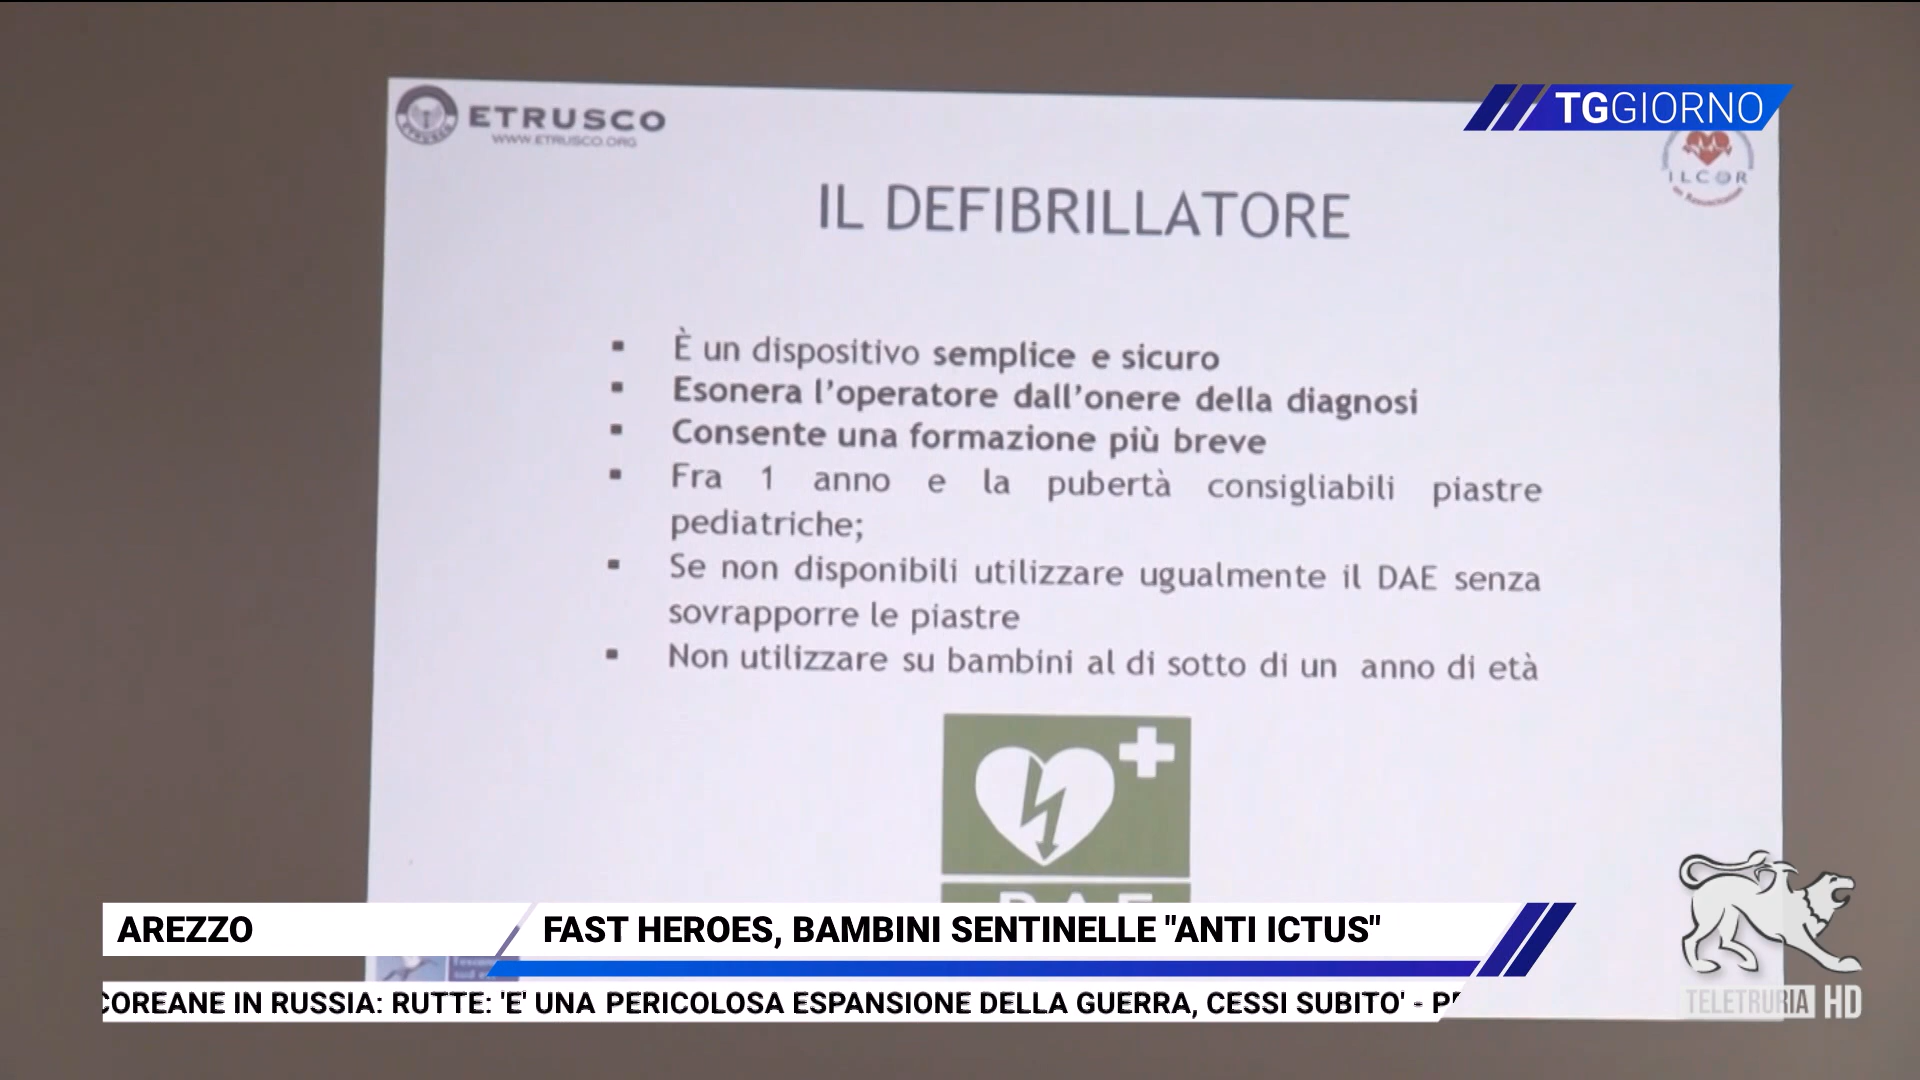 ETRUSCO
WWW.ETRUSCO.ORG
TGGIORNO
ILCOR
IL DEFIBRILLATORE
▪ È un dispositivo semplice e sicuro
▪ Esonera l'operatore dall'onere della diagnosi
▪ Consente una formazione più breve
▪ Fra 1 anno e la pubertà consigliabili piastre
pediatriche;
▪ Se non disponibili utilizzare ugualmente il DAE senza
sovrapporre le piastre
▪ Non utilizzare su bambini al di sotto di un anno di età
DAE
AREZZO
FAST HEROES, BAMBINI SENTINELLE "ANTI ICTUS"
COREANE IN RUSSIA: RUTTE: 'E' UNA PERICOLOSA ESPANSIONE DELLA GUERRA, CESSI SUBITO' -
TELETRURIA HD